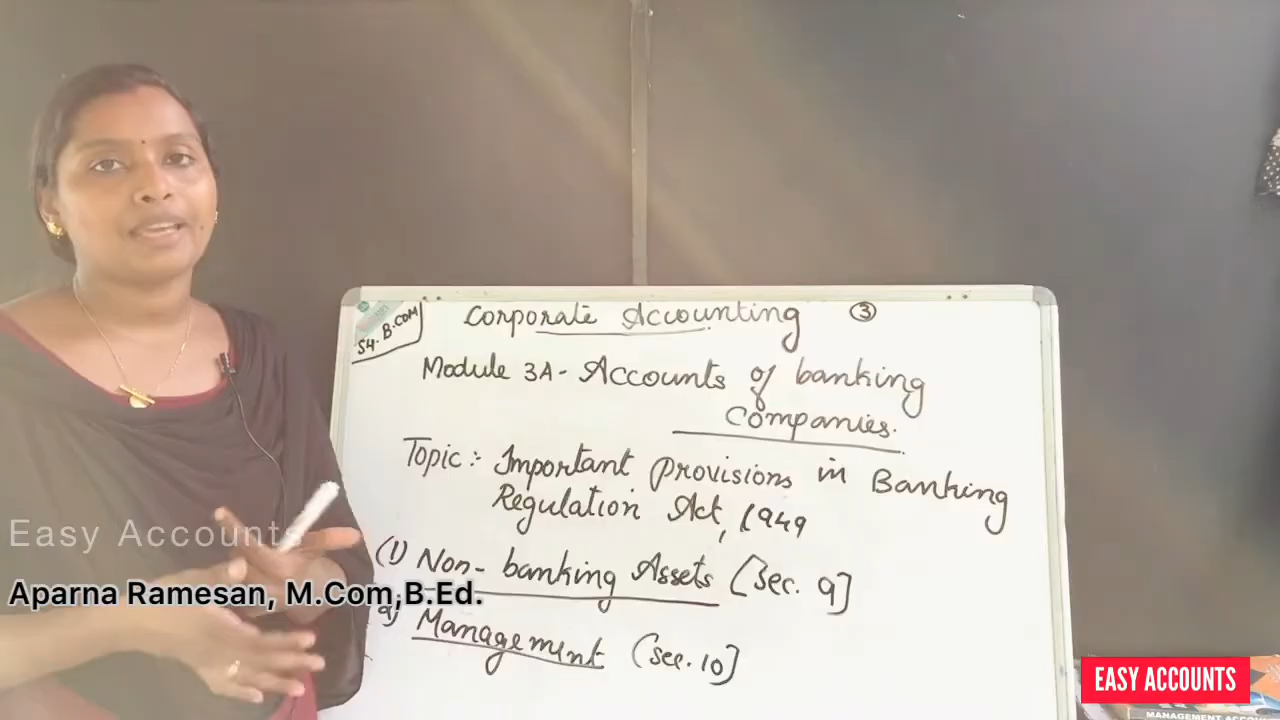 S4. B.COM
Corporate Accounting ③
Module 3A - Accounts of banking
Companies.
Topic :- Important Provisions in Banking
Regulation Act, 1949
(1) Non-banking Assets [Sec. 9]
Management (Sec. 10]
Easy Accounts
Aparna Ramesan, M.Com,B.Ed.
EASY ACCOUNTS
MANAGEMENT